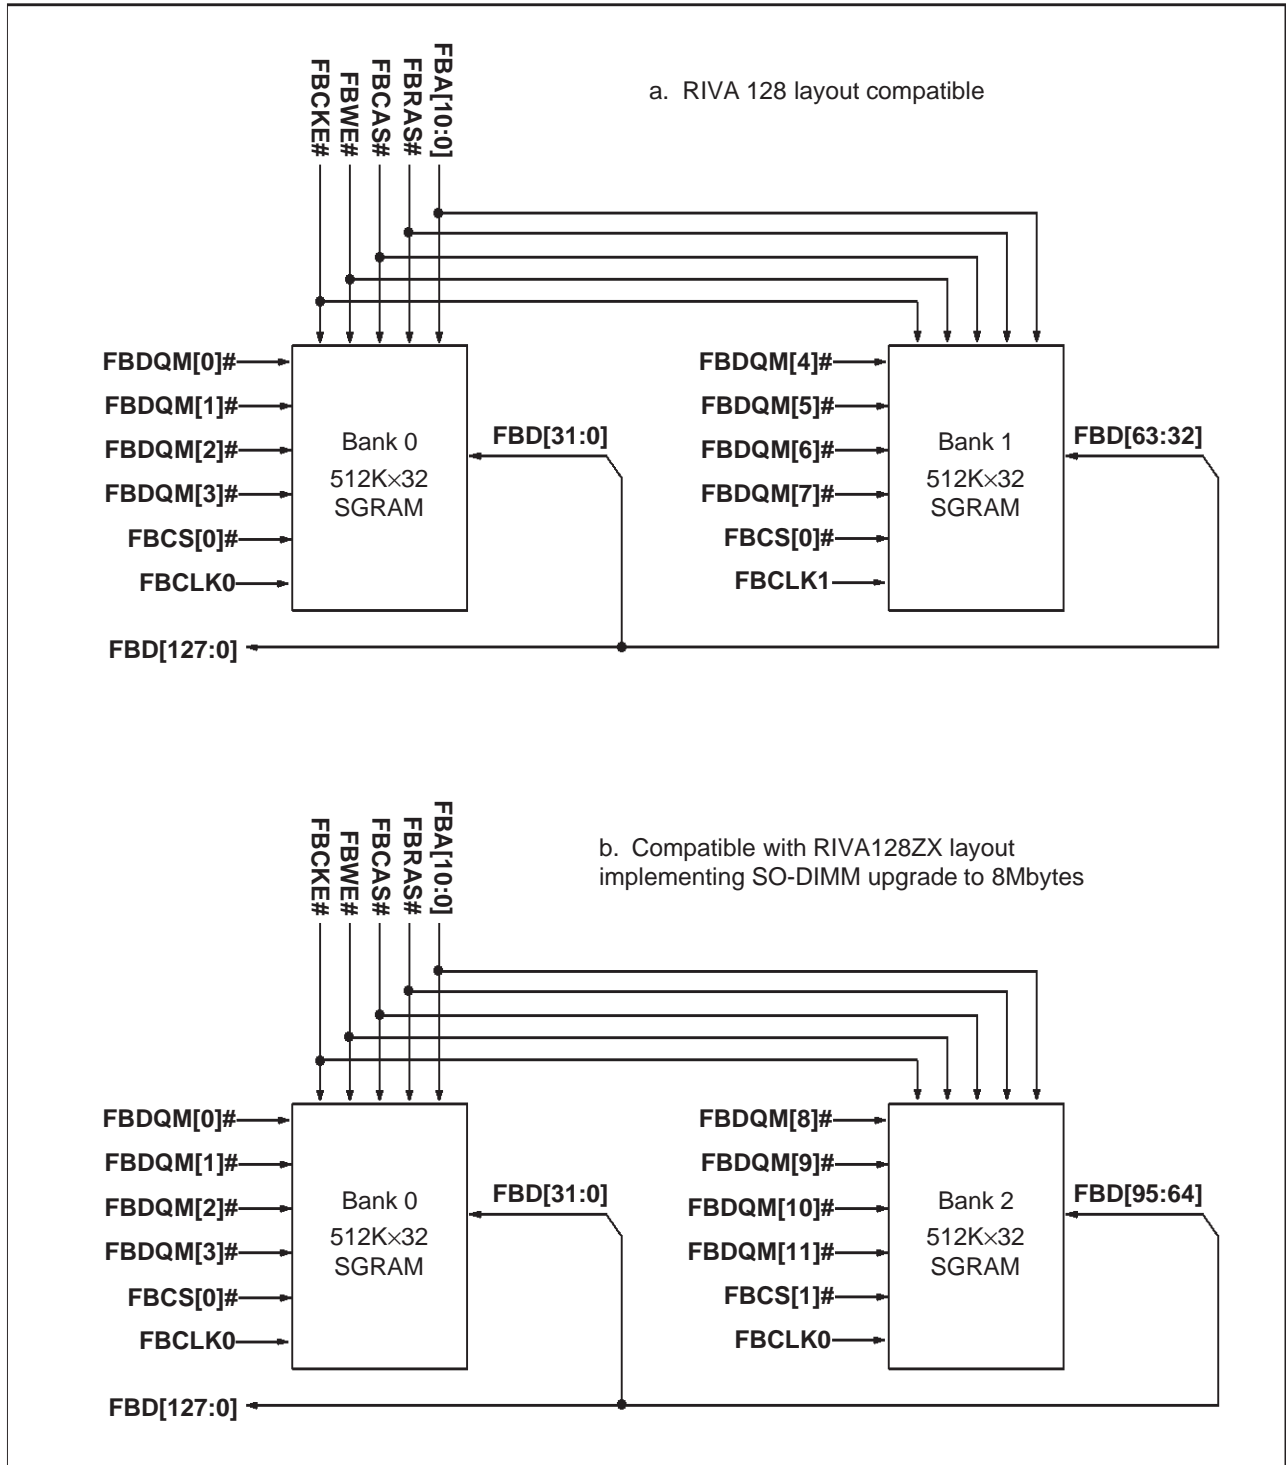 FBCKE#
FBWE#
FBCAS#
FBRAS#
FBA[10:0]
a. RIVA 128 layout compatible
FBDQM[0]#
FBDQM[1]#
FBDQM[2]#
FBDQM[3]#
FBCS[0]#
FBCLK0
Bank 0
512K×32
SGRAM
FBD[31:0]
FBDQM[4]#
FBDQM[5]#
FBDQM[6]#
FBDQM[7]#
FBCS[0]#
FBCLK1
Bank 1
512K×32
SGRAM
FBD[63:32]
FBD[127:0]
FBCKE#
FBWE#
FBCAS#
FBRAS#
FBA[10:0]
b. Compatible with RIVA128ZX layout
implementing SO-DIMM upgrade to 8Mbytes
FBDQM[0]#
FBDQM[1]#
FBDQM[2]#
FBDQM[3]#
FBCS[0]#
FBCLK0
Bank 0
512K×32
SGRAM
FBD[31:0]
FBDQM[8]#
FBDQM[9]#
FBDQM[10]#
FBDQM[11]#
FBCS[1]#
FBCLK0
Bank 2
512K×32
SGRAM
FBD[95:64]
FBD[127:0]